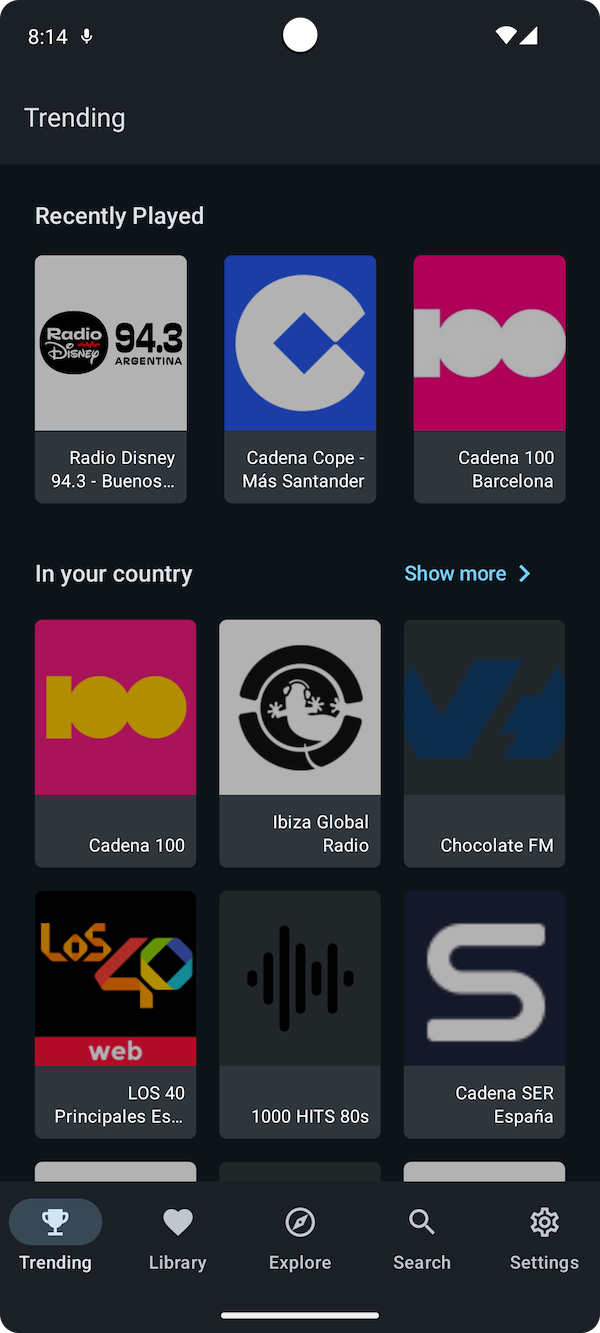 8:14
Trending
Recently Played
Radio
Disney
94.3
ARGENTINA
100
Radio Disney
94.3 - Buenos...
Cadena Cope -
Más Santander
Cadena 100
Barcelona
In your country
Show more
100
Cadena 100
Ibiza Global
Radio
Chocolate FM
LOS
40
web
LOS 40
Principales Es...
1000 HITS 80s
S
Cadena SER
España
Trending
Library
Explore
Search
Settings